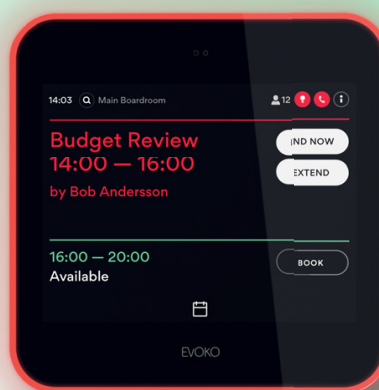 14:03 Main Boardroom 12
Budget Review
14:00 — 16:00
by Bob Andersson
ND NOW
EXTEND
16:00 — 20:00
Available
BOOK
EVOKO